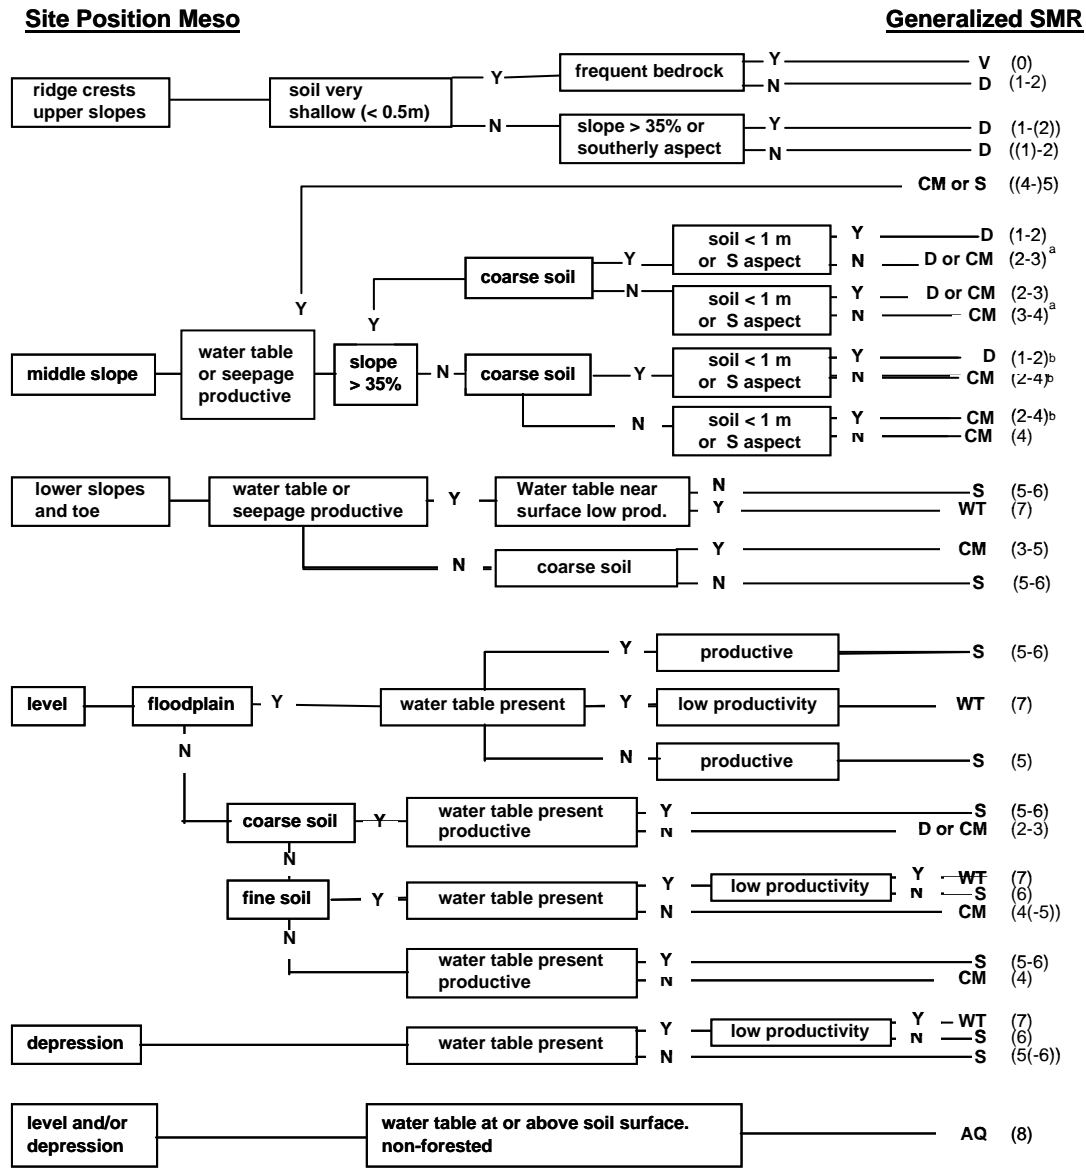 Site Position Meso
Generalized SMR
ridge crests
upper slopes
soil very
shallow (< 0.5m)
Y
frequent bedrock
Y
V (0)
N
D (1-2)
N
slope > 35% or
southerly aspect
Y
D (1-(2))
N
D ((1)-2)
CM or S ((4-)5)
Y
middle slope
water table
or seepage
productive
slope
> 35%
Y
coarse soil
Y
soil < 1 m
or S aspect
Y
D (1-2)
N
D or CM (2-3)a
N
soil < 1 m
or S aspect
Y
D or CM (2-3)
N
CM (3-4)a
N
coarse soil
Y
soil < 1 m
or S aspect
Y
D (1-2)b
N
CM (2-4)b
N
soil < 1 m
or S aspect
Y
CM (2-4)b
N
CM (4)
lower slopes
and toe
water table or
seepage productive
Y
Water table near
surface low prod.
N
S (5-6)
Y
WT (7)
N
coarse soil
Y
CM (3-5)
N
S (5-6)
level
floodplain
Y
water table present
Y
productive
S (5-6)
Y
low productivity
WT (7)
N
productive
S (5)
N
coarse soil
Y
water table present
productive
Y
S (5-6)
N
D or CM (2-3)
N
fine soil
Y
water table present
Y
low productivity
Y
WT (7)
N
S (6)
N
CM (4(-5))
N
water table present
productive
Y
S (5-6)
N
CM (4)
depression
water table present
Y
low productivity
Y
WT (7)
N
S (6)
N
S (5(-6))
level and/or
depression
water table at or above soil surface.
non-forested
AQ (8)